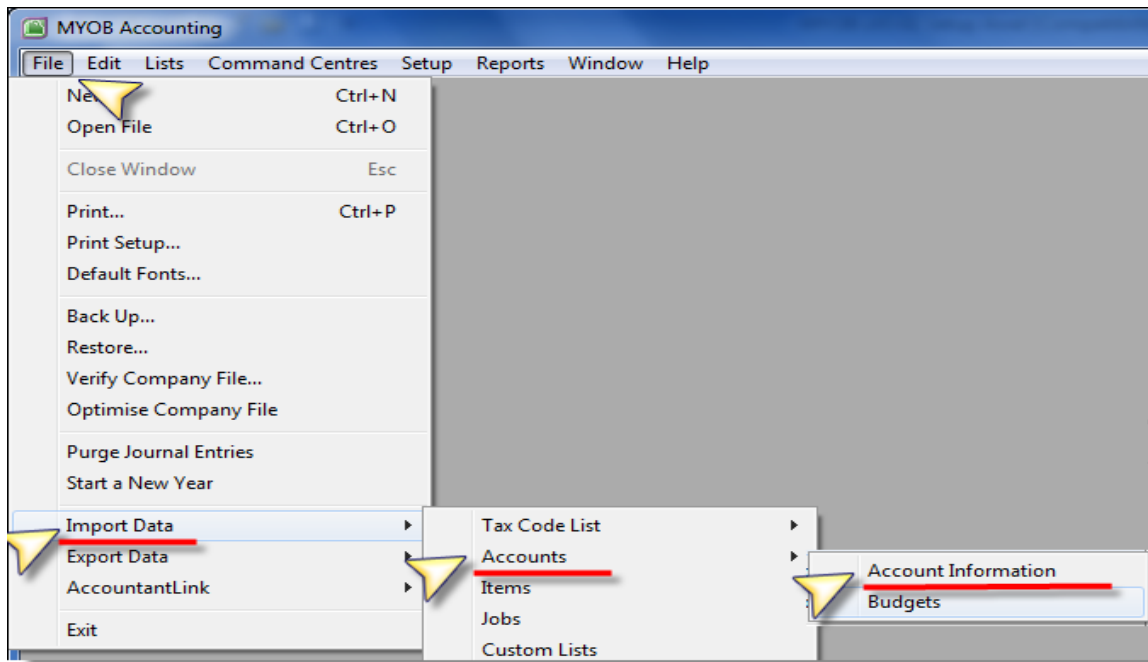 MYOB Accounting
File Edit Lists Command Centres Setup Reports Window Help
New Ctrl+N
Open File Ctrl+O
Close Window Esc
Print... Ctrl+P
Print Setup...
Default Fonts...
Back Up...
Restore...
Verify Company File...
Optimise Company File
Purge Journal Entries
Start a New Year
Import Data
Export Data
AccountantLink
Exit
Tax Code List
Accounts
Items
Jobs
Custom Lists
Account Information
Budgets